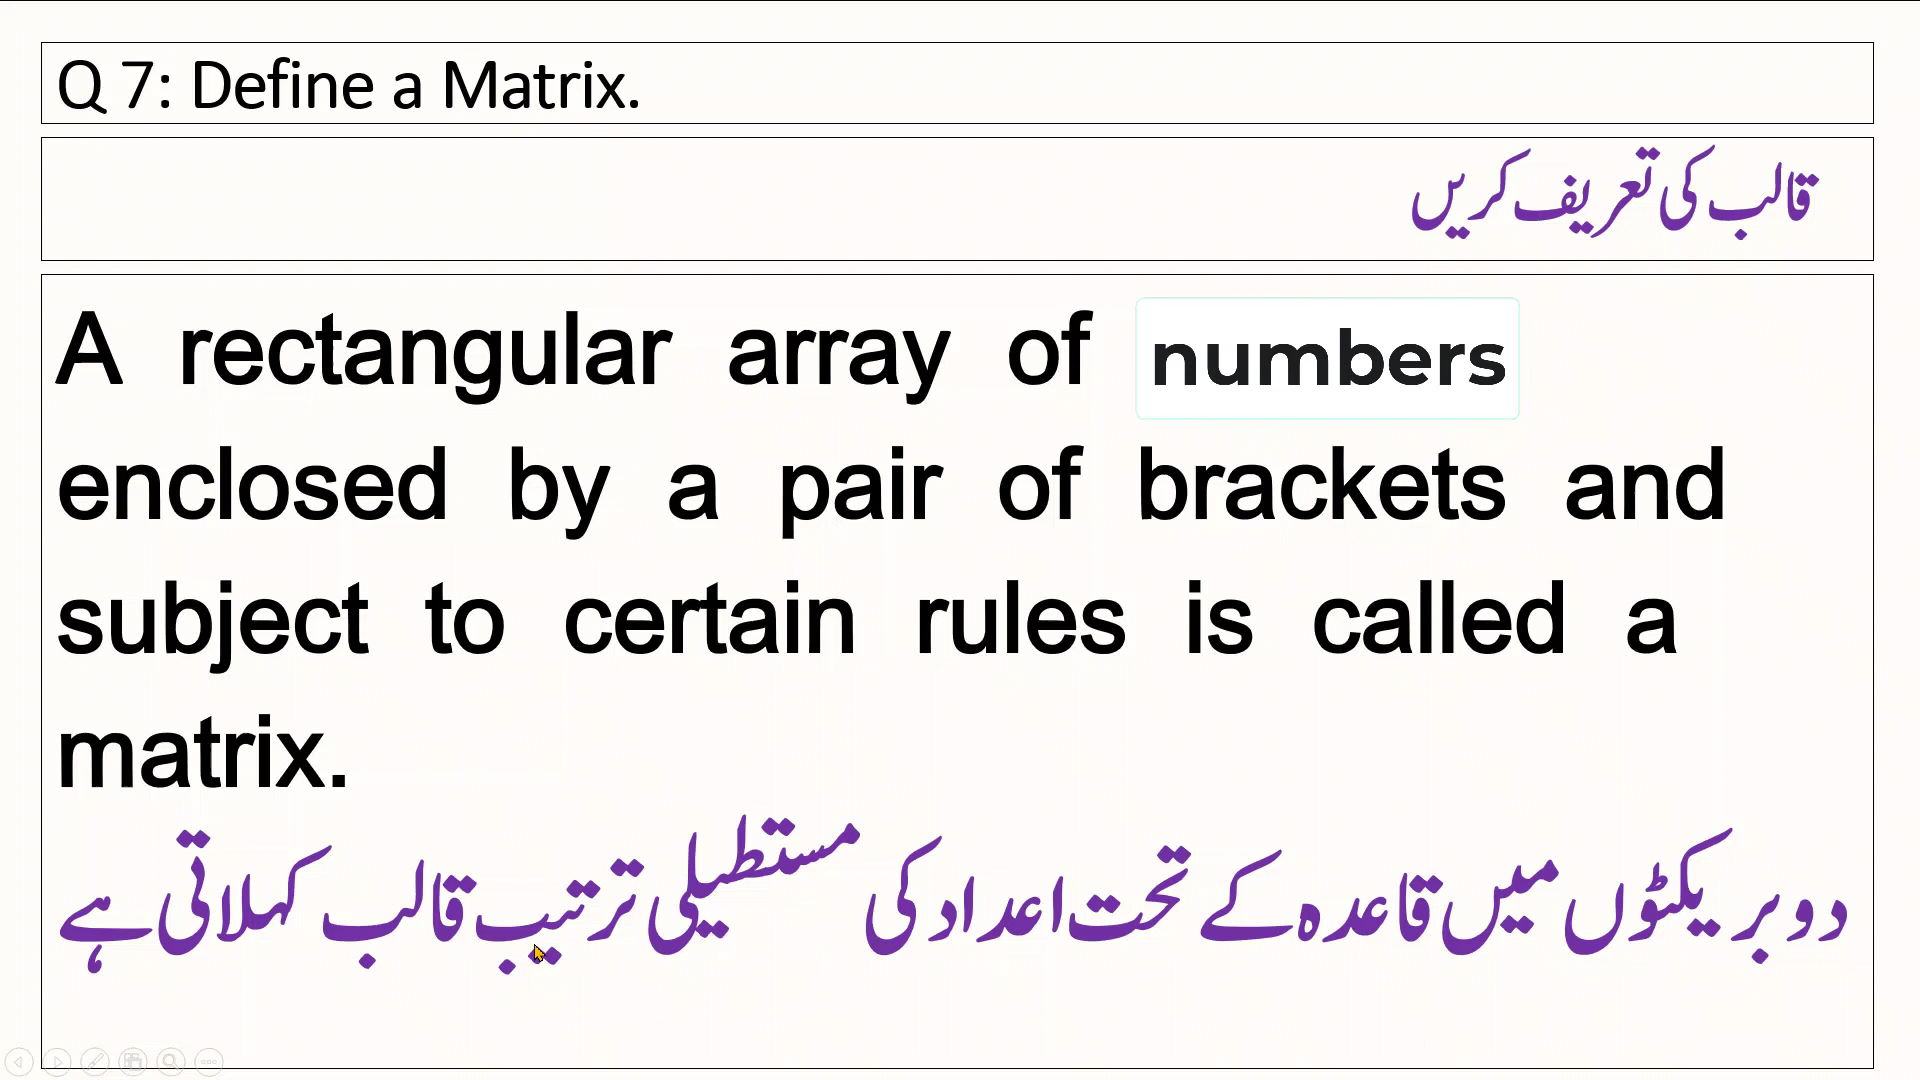 Q 7: Define a Matrix.
قالب کی تعریف کریں
A rectangular array of numbers
enclosed by a pair of brackets and
subject to certain rules is called a
matrix.
دو بریکٹوں میں قاعدہ کے تحت اعداد کی مستطیلی ترتیب قالب کہلاتی ہے